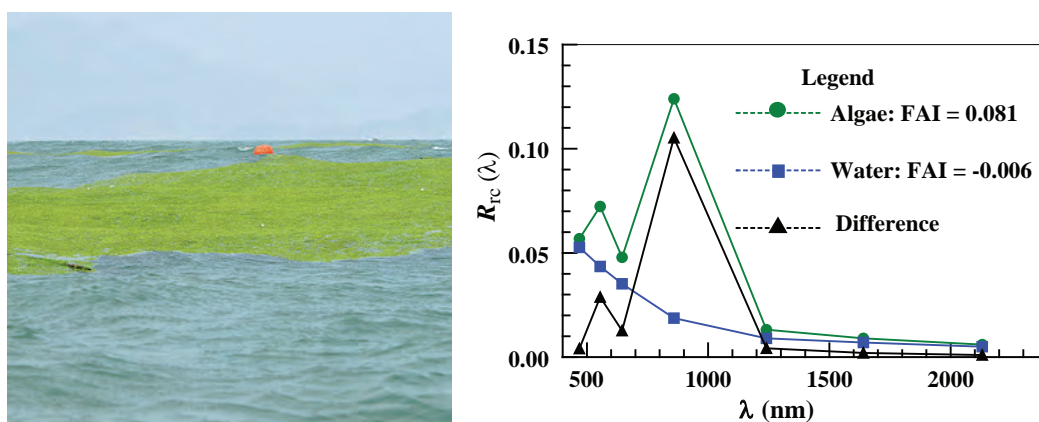 0.15
Legend
Algae: FAI = 0.081
0.10
Water: FAI = -0.006
R_rc (λ)
Difference
0.05
0.00
500 1000 1500 2000
λ (nm)